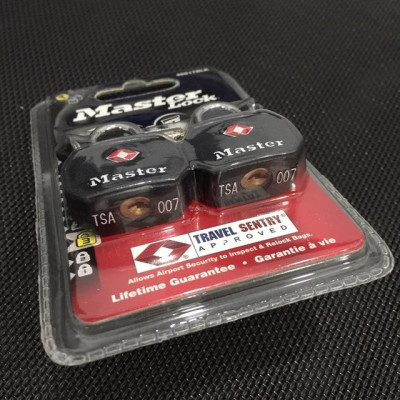 Master
Lock
Master
Master
TSA 007
TSA 007
TRAVEL SENTRY®
APPROVED
Allows Airport Security to Inspect & Relock Bags.
Lifetime Guarantee • Garantie à vie